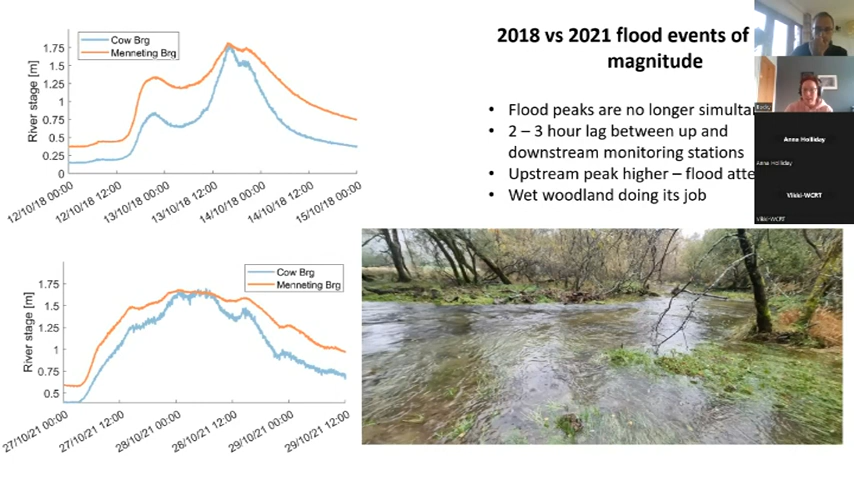 2018 vs 2021 flood events of
magnitude
Flood peaks are no longer
2 – 3 hour lag between up and
downstream monitoring stations
Upstream peak higher – flood
Wet woodland doing its job
Cow Brg
Menneting Brg
River stage [m]
1.75
1.5
1.25
1
0.75
0.5
0.25
0
12/10/18 00:00
12/10/18 12:00
13/10/18 00:00
13/10/18 12:00
14/10/18 00:00
14/10/18 12:00
15/10/18 00:00
Cow Brg
Menneting Brg
River stage [m]
1.75
1.5
1.25
1
0.75
0.5
27/10/21 00:00
27/10/21 12:00
28/10/21 00:00
28/10/21 12:00
29/10/21 00:00
29/10/21 12:00
Anne Holliday
Anne Holliday
Vikki-WCRT
Vikki-WCRT